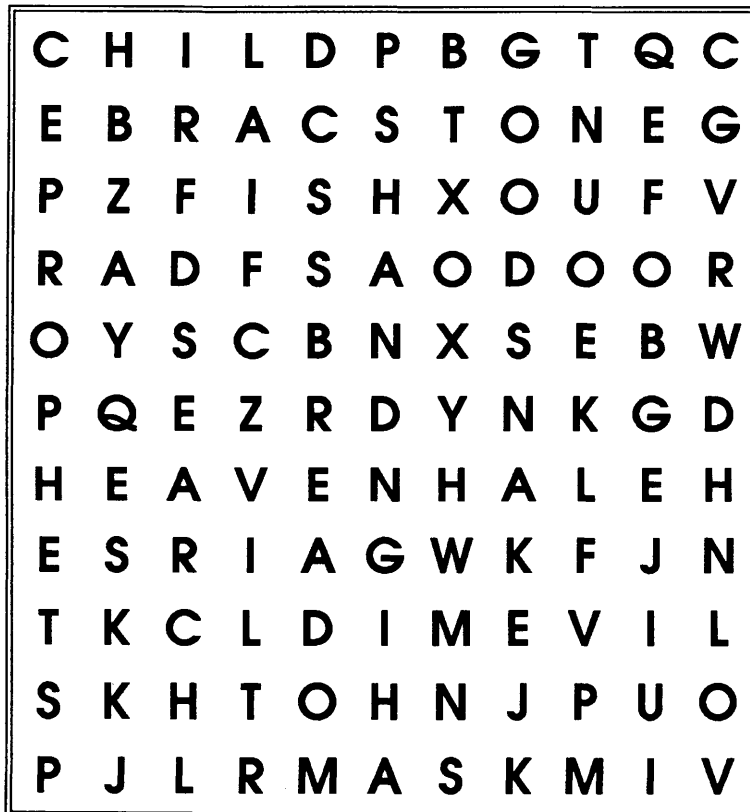 C H I L D P B G T Q C
E B R A C S T O N E G
P Z F I S H X O U F V
R A D F S A O D O O R
O Y S C B N X S E B W
P Q E Z R D Y N K G D
H E A V E N H A L E H
E S R I A G W K F J N
T K C L D I M E V I L
S K H T O H N J P U O
P J L R M A S K M I V